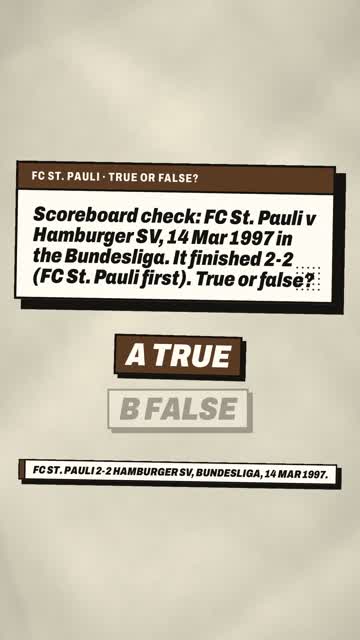 FC ST. PAULI · TRUE OR FALSE?
Scoreboard check: FC St. Pauli v
Hamburger SV, 14 Mar 1997 in
the Bundesliga. It finished 2-2
(FC St. Pauli first). True or false?
A TRUE
B FALSE
FC ST. PAULI 2-2 HAMBURGER SV, BUNDESLIGA, 14 MAR 1997.